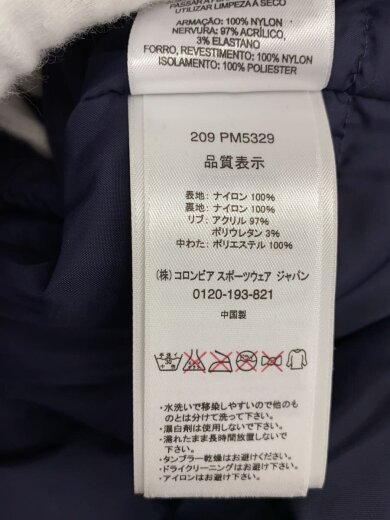 UTILIZAR LIMPEZA A SECO
ARMAÇÃO: 100% NYLON
NERVURA: 97% ACRÍLICO,
3% ELASTANO
FORRO, REVESTIMENTO: 100% NYLON
ISOLAMENTO: 100% POLIESTER
209 PM5329
品質表示
表地: ナイロン 100%
裏地: ナイロン 100%
リブ: アクリル 97%
ポリウレタン 3%
中わた: ポリエステル 100%
(株) コロンビア スポーツウェア ジャパン
0120-193-821
中国製
・水洗いで移染しやすいので他のも
のとは分けて洗って下さい。
・漂白剤は使用しないで下さい。
・濡れたまま長時間放置しないで
下さい。
・タンブラー乾燥はお避け下さい。
・ドライクリーニングはお避け下さい。
・アイロンはお避け下さい。